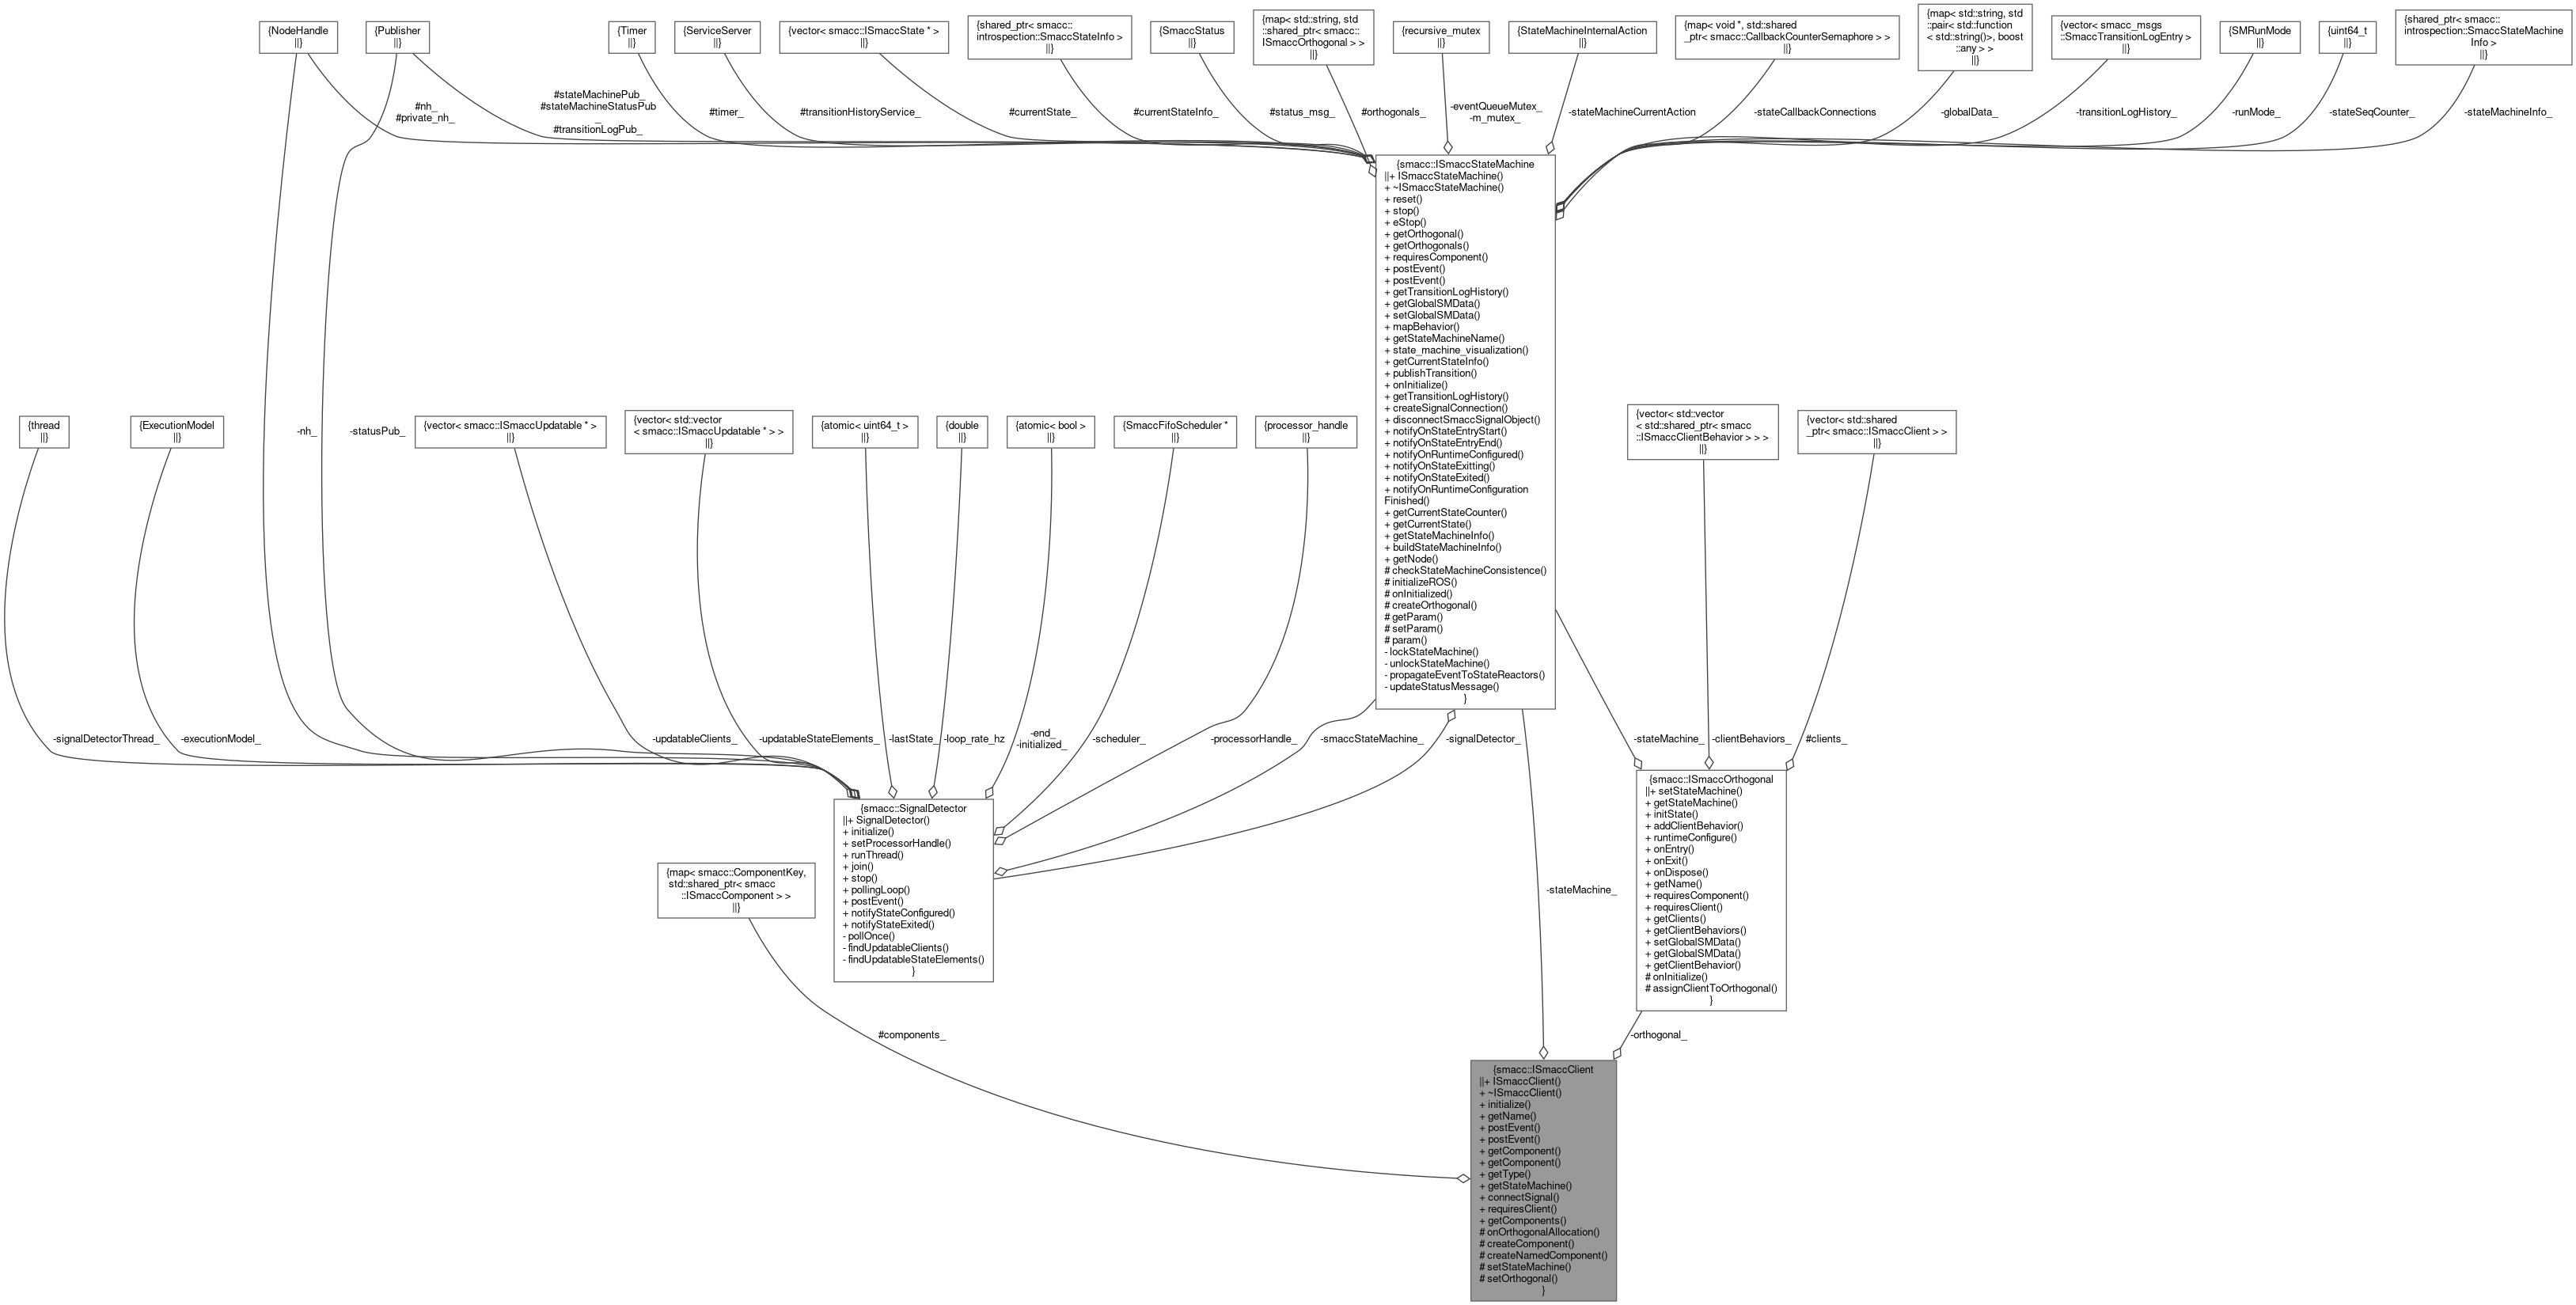 {NodeHandle
||}
{Publisher
||}
{Timer
||}
{ServiceServer
||}
{vector< smacc::ISmaccState * >
||}
{shared_ptr< smacc::
introspection::SmaccStateInfo >
||}
{SmaccStatus
||}
{map< std::string, std
::shared_ptr< smacc::
ISmaccOrthogonal > >
||}
{recursive_mutex
||}
{StateMachineInternalAction
||}
{map< void *, std::shared
_ptr< smacc::CallbackCounterSemaphore > >
||}
{map< std::string, std
::pair< std::function
< std::string()>, boost
::any > >
||}
{vector< smacc_msgs
::SmaccTransitionLogEntry >
||}
{SMRunMode
||}
{uint64_t
||}
{shared_ptr< smacc::
introspection::SmaccStateMachine
Info >
||}
#nh_
#private_nh_
#stateMachinePub_
#stateMachineStatusPub
_
#transitionLogPub_
#timer_
#transitionHistoryService_
#currentState_
#currentStateInfo_
#status_msg_
#orthogonals_
-eventQueueMutex_
-m_mutex_
-stateMachineCurrentAction
-stateCallbackConnections
-globalData_
-transitionLogHistory_
-runMode_
-stateSeqCounter_
-stateMachineInfo_
{smacc::ISmaccStateMachine
||+ ISmaccStateMachine()
+ ~ISmaccStateMachine()
+ reset()
+ stop()
+ eStop()
+ getOrthogonal()
+ getOrthogonals()
+ requiresComponent()
+ postEvent()
+ postEvent()
+ getTransitionLogHistory()
+ getGlobalSMData()
+ setGlobalSMData()
+ mapBehavior()
+ getStateMachineName()
+ state_machine_visualization()
+ getCurrentStateInfo()
+ publishTransition()
+ onInitialize()
+ getTransitionLogHistory()
+ createSignalConnection()
+ disconnectSmaccSignalObject()
+ notifyOnStateEntryStart()
+ notifyOnStateEntryEnd()
+ notifyOnRuntimeConfigured()
+ notifyOnStateExitting()
+ notifyOnStateExited()
+ notifyOnRuntimeConfiguration
Finished()
+ getCurrentStateCounter()
+ getCurrentState()
+ getStateMachineInfo()
+ buildStateMachineInfo()
+ getNode()
# checkStateMachineConsistence()
# initializeROS()
# onInitialized()
# createOrthogonal()
# getParam()
# setParam()
# param()
- lockStateMachine()
- unlockStateMachine()
- propagateEventToStateReactors()
- updateStatusMessage()
}
{thread
||}
{ExecutionModel
||}
-nh_
-statusPub_
{vector< smacc::ISmaccUpdatable * >
||}
{vector< std::vector
< smacc::ISmaccUpdatable * > >
||}
{atomic< uint64_t >
||}
{double
||}
{atomic< bool >
||}
{SmaccFifoScheduler *
||}
{processor_handle
||}
{vector< std::vector
< std::shared_ptr< smacc
::ISmaccClientBehavior > > >
||}
{vector< std::shared
_ptr< smacc::ISmaccClient > >
||}
-signalDetectorThread_
-executionModel_
-updatableClients_
-updatableStateElements_
-lastState_
-loop_rate_hz
-end_
-initialized_
-scheduler_
-processorHandle_
-smaccStateMachine_
-signalDetector_
-stateMachine_
-clientBehaviors_
#clients_
{smacc::SignalDetector
||+ SignalDetector()
+ initialize()
+ setProcessorHandle()
+ runThread()
+ join()
+ stop()
+ pollingLoop()
+ postEvent()
+ notifyStateConfigured()
+ notifyStateExited()
- pollOnce()
- findUpdatableClients()
- findUpdatableStateElements()
}
{smacc::ISmaccOrthogonal
||+ setStateMachine()
+ getStateMachine()
+ initState()
+ addClientBehavior()
+ runtimeConfigure()
+ onEntry()
+ onExit()
+ onDispose()
+ getName()
+ requiresComponent()
+ requiresClient()
+ getClients()
+ getClientBehaviors()
+ setGlobalSMData()
+ getGlobalSMData()
+ getClientBehavior()
# onInitialize()
# assignClientToOrthogonal()
}
{map< smacc::ComponentKey,
std::shared_ptr< smacc
::ISmaccComponent > >
||}
-stateMachine_
#components_
-orthogonal_
{smacc::ISmaccClient
||+ ISmaccClient()
+ ~ISmaccClient()
+ initialize()
+ getName()
+ postEvent()
+ postEvent()
+ getComponent()
+ getComponent()
+ getType()
+ getStateMachine()
+ connectSignal()
+ requiresClient()
+ getComponents()
# onOrthogonalAllocation()
# createComponent()
# createNamedComponent()
# setStateMachine()
# setOrthogonal()
}